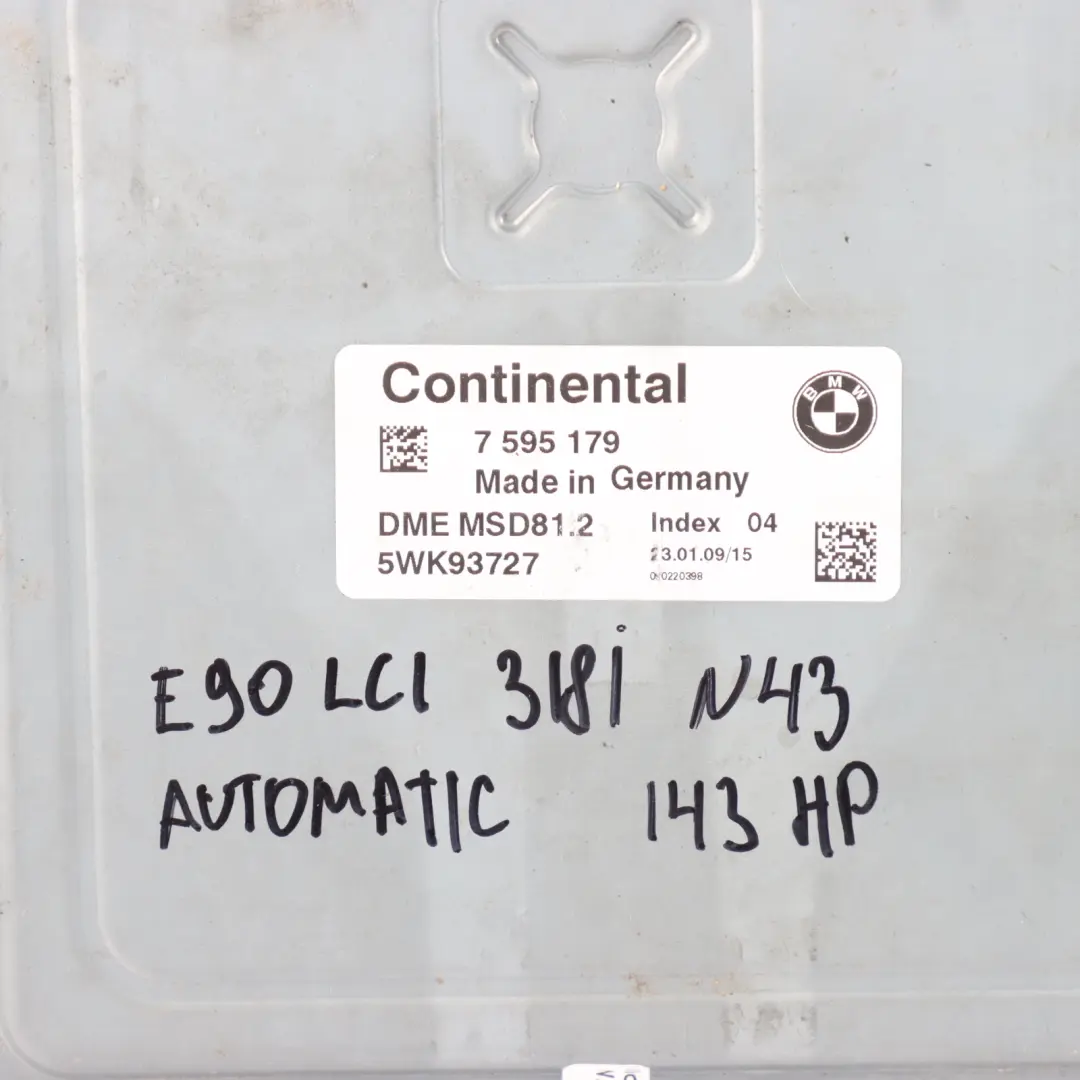 Continental
BMW
7 595 179
Made in Germany
DME MSD81.2 Index 04
5WK93727 23.01.09/15
E90 LCI 318i N43
AUTOMATIC 143 HP